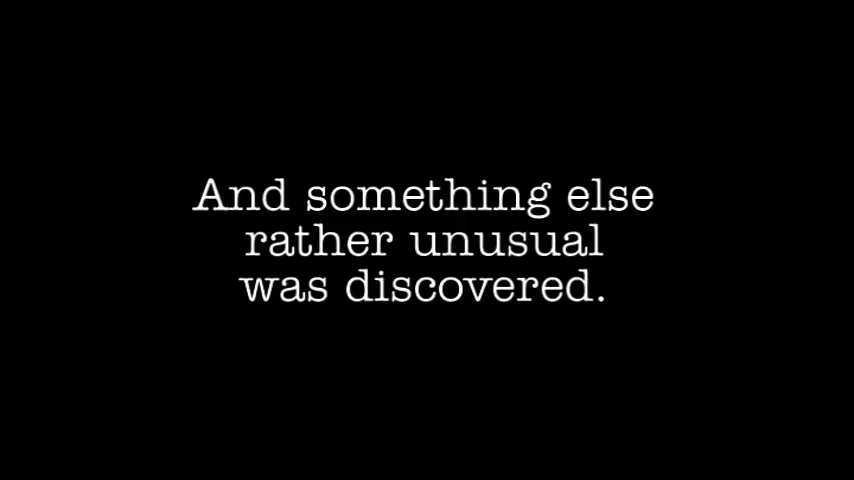 And something else
rather unusual
was discovered.